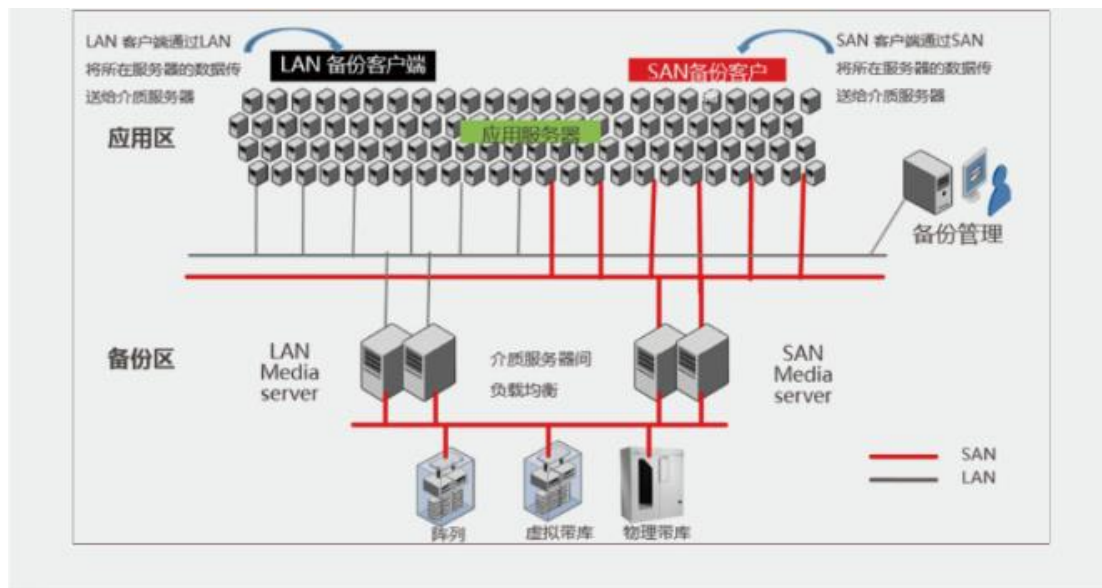 LAN 客户端通过LAN
将所在服务器的数据传
送给介质服务器
LAN 备份客户端
SAN备份客户
SAN 客户端通过SAN
将所在服务器的数据传
送给介质服务器
应用区
应用服务器
备份管理
备份区
LAN
Media
server
介质服务器间
负载均衡
SAN
Media
server
SAN
LAN
阵列
虚拟带库
物理带库